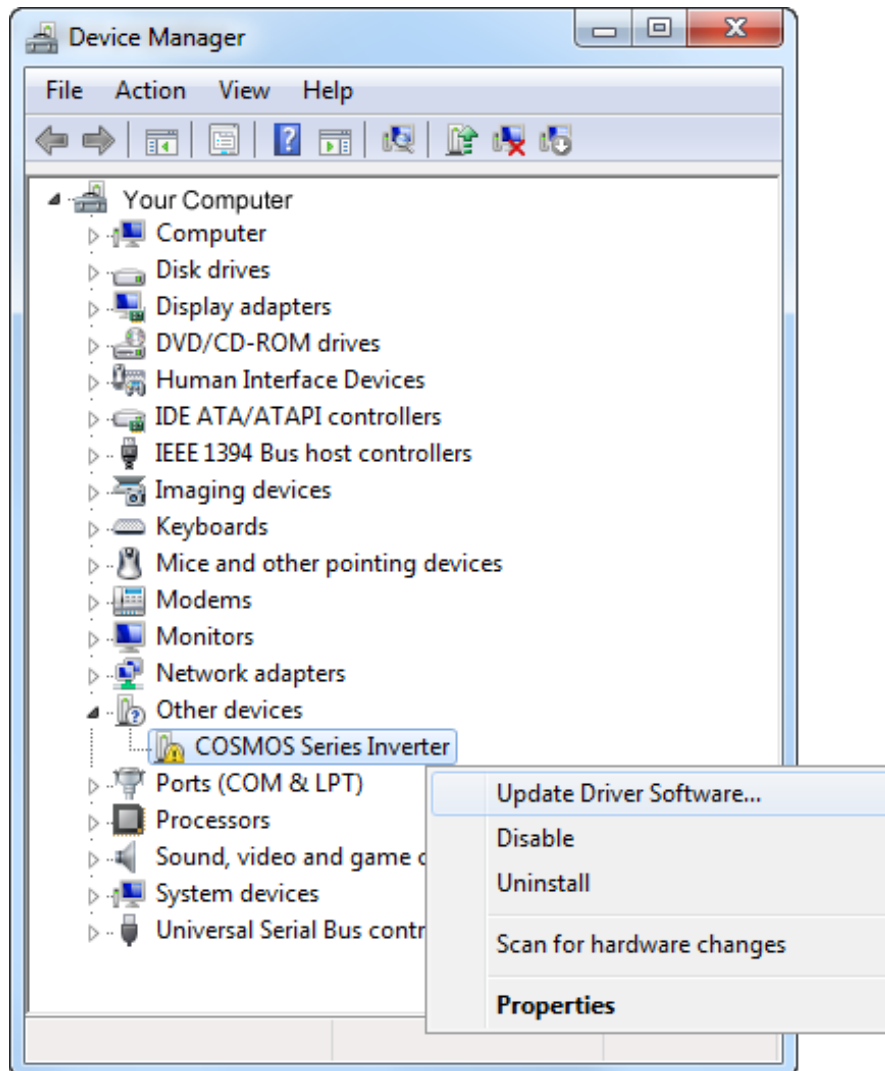 Device Manager
File Action View Help
Your Computer
Computer
Disk drives
Display adapters
DVD/CD-ROM drives
Human Interface Devices
IDE ATA/ATAPI controllers
IEEE 1394 Bus host controllers
Imaging devices
Keyboards
Mice and other pointing devices
Modems
Monitors
Network adapters
Other devices
COSMOS Series Inverter
Ports (COM & LPT)
Processors
Sound, video and game c
System devices
Universal Serial Bus contr
Update Driver Software...
Disable
Uninstall
Scan for hardware changes
Properties